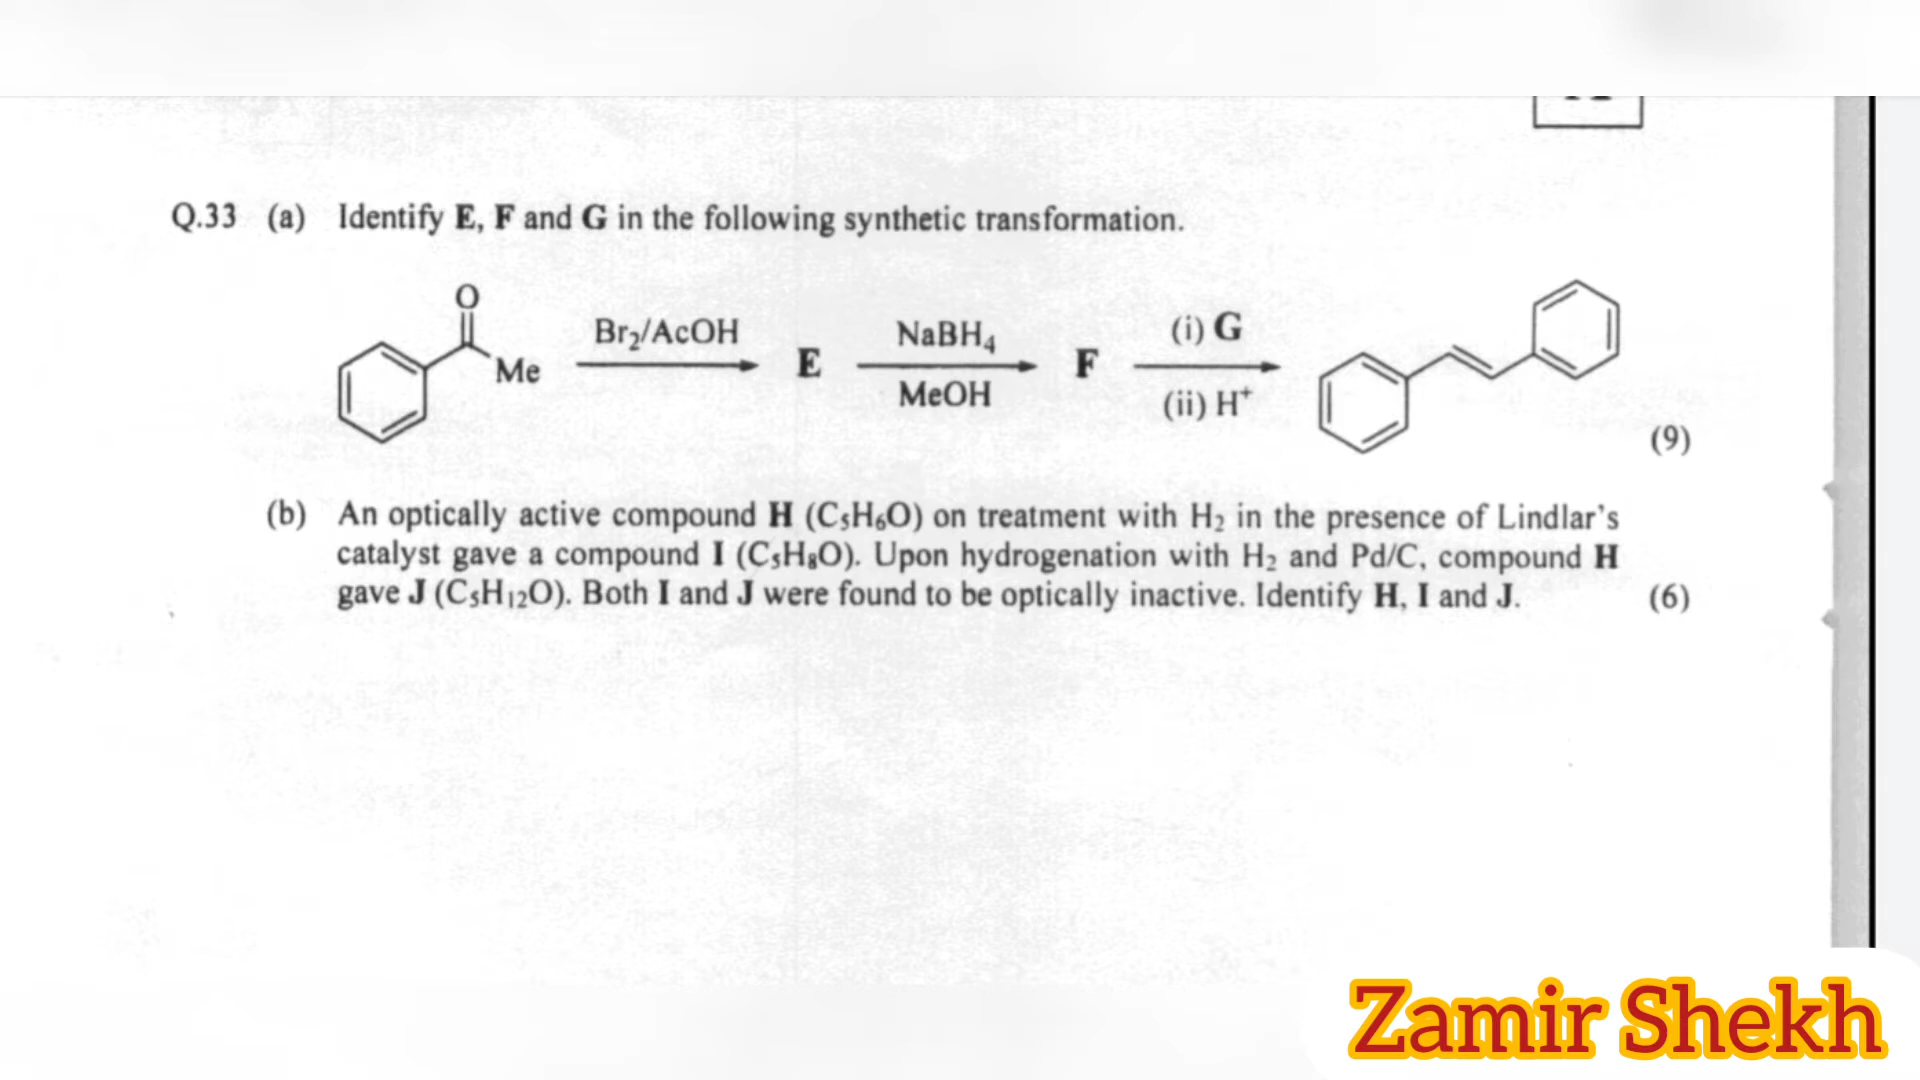 Q.33 (a) Identify E, F and G in the following synthetic transformation.
O
Me
Br₂/AcOH
E
NaBH₄
MeOH
F
(i) G
(ii) H⁺
(9)
(b) An optically active compound H (C₅H₆O) on treatment with H₂ in the presence of Lindlar's
catalyst gave a compound I (C₅H₈O). Upon hydrogenation with H₂ and Pd/C, compound H
gave J (C₅H₁₂O). Both I and J were found to be optically inactive. Identify H, I and J. (6)
Zamir Shekh